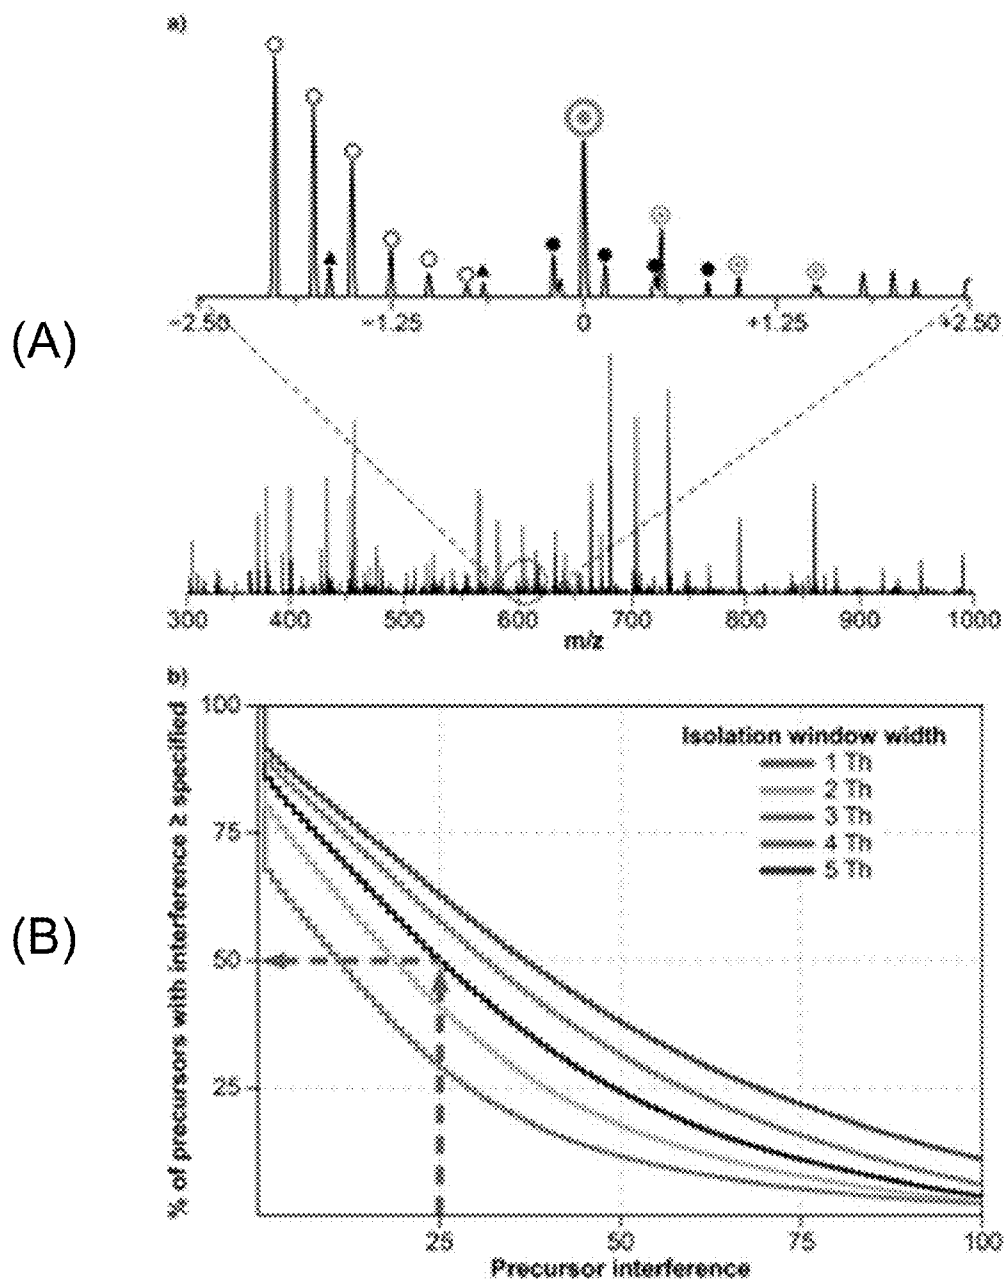 a)
(A)
−2.50 −1.25 0 +1.25 +2.50
300 400 500 600 700 800 900 1000
m/z
b)
(B)
% of precursors with interference ≥ specified
100
75
50
25
Isolation window width
1 Th
2 Th
3 Th
4 Th
5 Th
25 50 75 100
Precursor interference